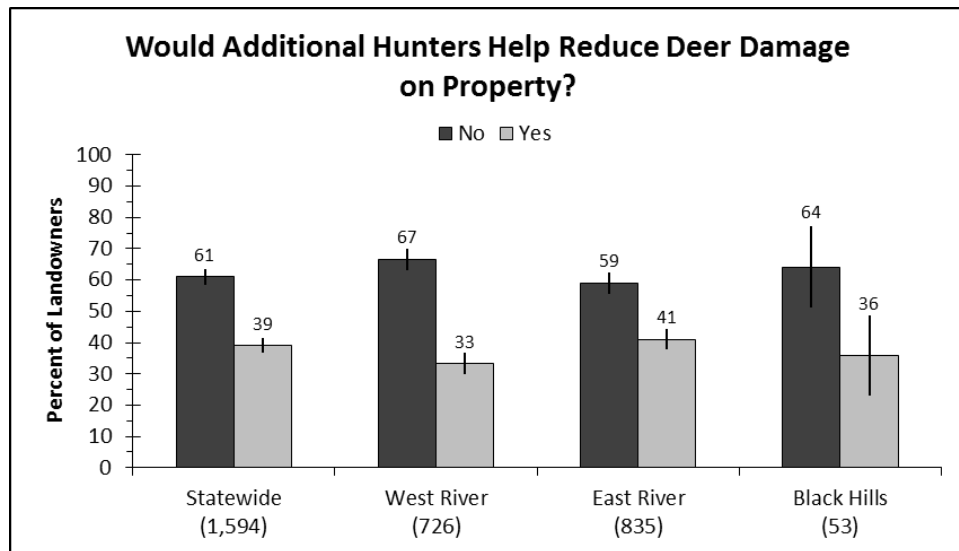 Would Additional Hunters Help Reduce Deer Damage
on Property?
No Yes
Percent of Landowners
100
90
80
70
60
50
40
30
20
10
0
61
39
67
33
59
41
64
36
Statewide
(1,594)
West River
(726)
East River
(835)
Black Hills
(53)